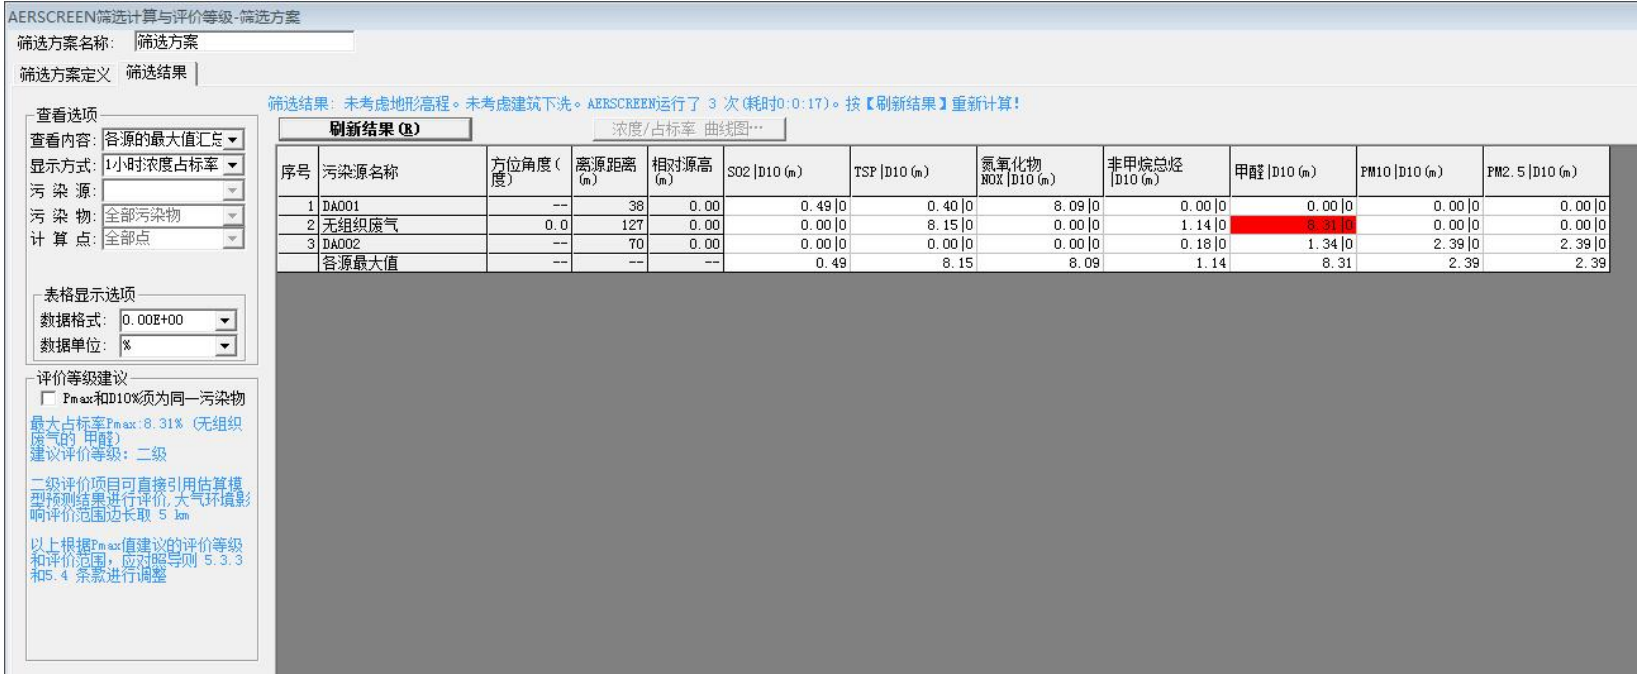 AERSCREEN筛选计算与评价等级-筛选方案
筛选方案名称: 筛选方案
筛选方案定义 筛选结果
查看选项
查看内容: 各源的最大值汇总
显示方式: 1小时浓度占标率
污 染 源:
污 染 物: 全部污染物
计 算 点: 全部点
表格显示选项
数据格式: 0.00E+00
数据单位: %
评价等级建议
Pmax和D10%须为同一污染物
最大占标率Pmax:8.31% (无组织
废气的 甲醛)
建议评价等级: 二级
二级评价项目可直接引用估算模
型预测结果进行评价,大气环境影
响评价范围边长取 5 km
以上根据Pmax值建议的评价等级
和评价范围,应对照导则 5.3.3
和5.4 条款进行调整
筛选结果: 未考虑地形高程。未考虑建筑下洗。AERSCREEN运行了 3 次(耗时0:0:17)。按【刷新结果】重新计算!
刷新结果(R) 浓度/占标率 曲线图…
序号 污染源名称 方位角度(度) 离源距离(m) 相对源高(m) SO2|D10(m) TSP|D10(m) 氮氧化物NOX|D10(m) 非甲烷总烃|D10(m) 甲醛|D10(m) PM10|D10(m) PM2.5|D10(m)
1 DA001 -- 38 0.00 0.49|0 0.40|0 8.09|0 0.00|0 0.00|0 0.00|0 0.00|0
2 无组织废气 0.0 127 0.00 0.00|0 8.15|0 0.00|0 1.14|0 8.31|0 0.00|0 0.00|0
3 DA002 -- 70 0.00 0.00|0 0.00|0 0.00|0 0.18|0 1.34|0 2.39|0 2.39|0
各源最大值 -- -- -- 0.49 8.15 8.09 1.14 8.31 2.39 2.39